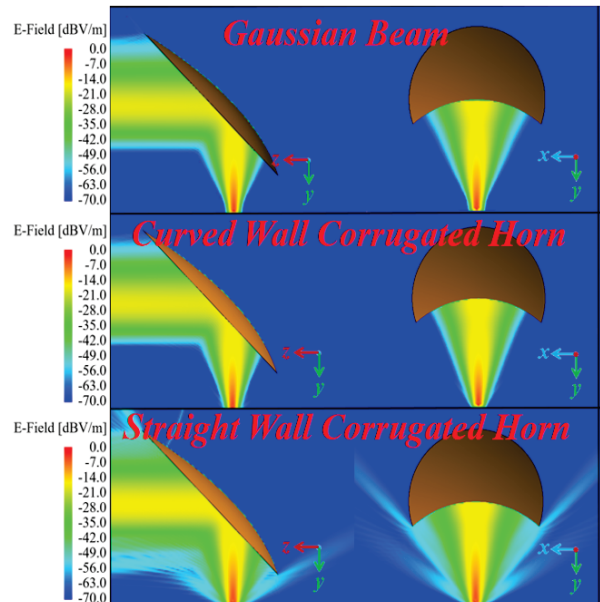 E-Field [dBV/m]
0.0
-7.0
-14.0
-21.0
-28.0
-35.0
-42.0
-49.0
-56.0
-63.0
-70.0
Gaussian Beam
z
y
x
y
E-Field [dBV/m]
0.0
-7.0
-14.0
-21.0
-28.0
-35.0
-42.0
-49.0
-56.0
-63.0
-70.0
Curved Wall Corrugated Horn
z
y
x
y
E-Field [dBV/m]
0.0
-7.0
-14.0
-21.0
-28.0
-35.0
-42.0
-49.0
-56.0
-63.0
-70.0
Straight Wall Corrugated Horn
z
y
x
y